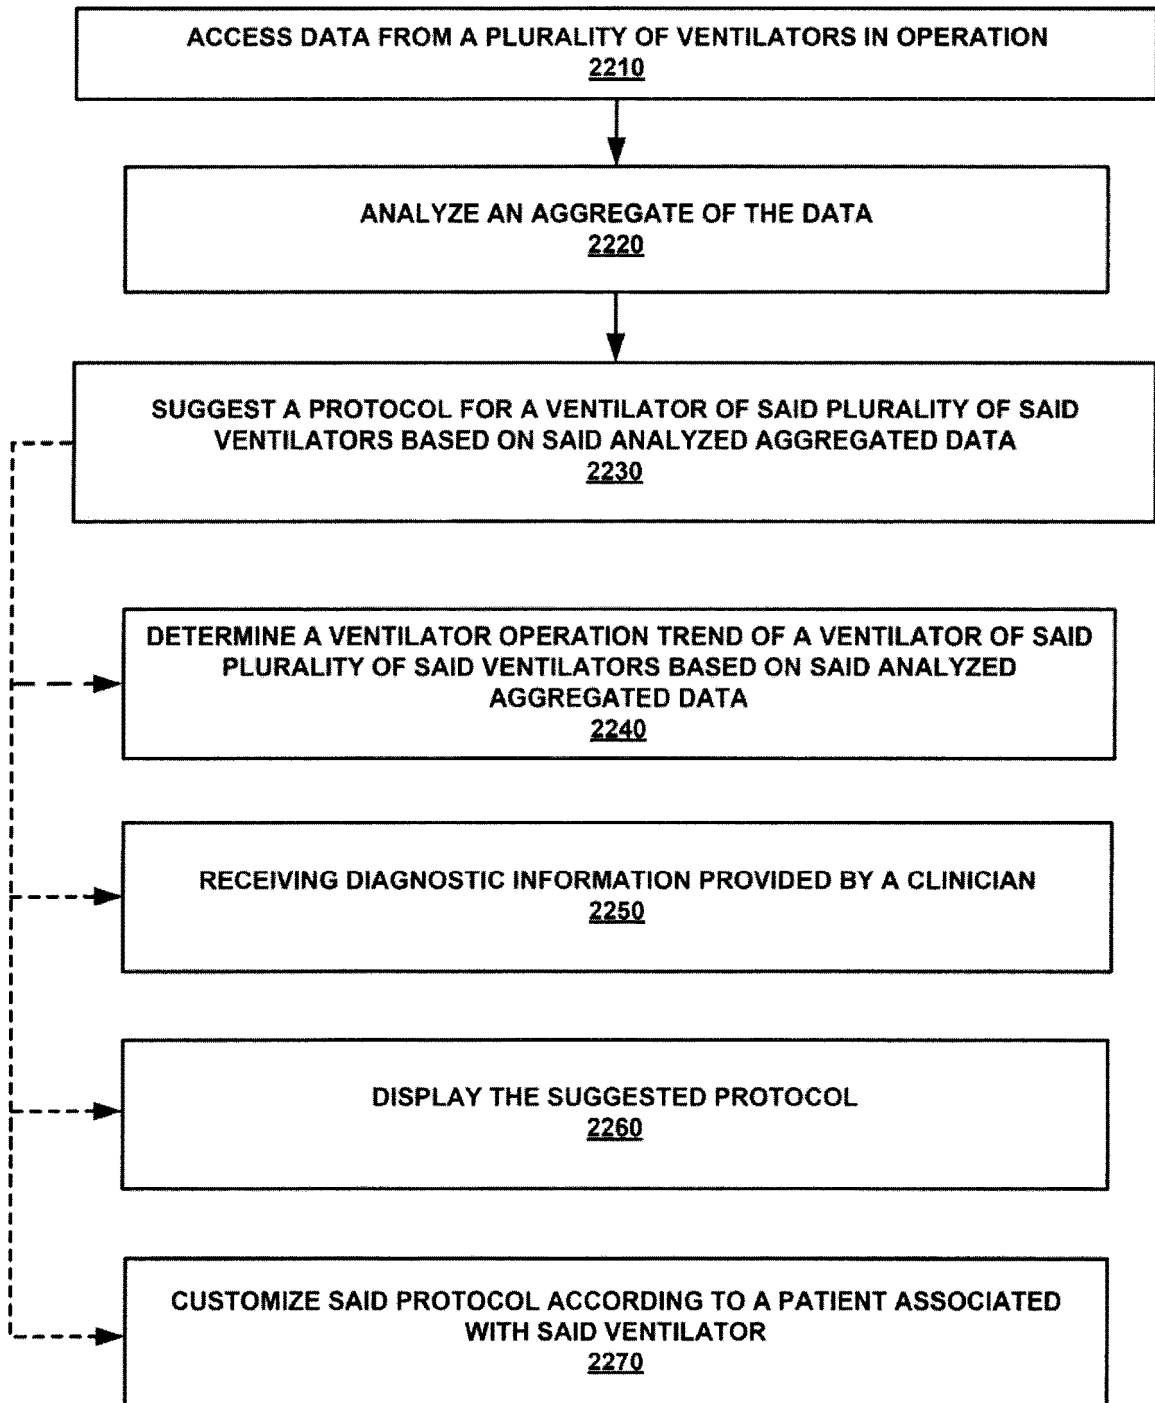 ACCESS DATA FROM A PLURALITY OF VENTILATORS IN OPERATION
2210
ANALYZE AN AGGREGATE OF THE DATA
2220
SUGGEST A PROTOCOL FOR A VENTILATOR OF SAID PLURALITY OF SAID
VENTILATORS BASED ON SAID ANALYZED AGGREGATED DATA
2230
DETERMINE A VENTILATOR OPERATION TREND OF A VENTILATOR OF SAID
PLURALITY OF SAID VENTILATORS BASED ON SAID ANALYZED
AGGREGATED DATA
2240
RECEIVING DIAGNOSTIC INFORMATION PROVIDED BY A CLINICIAN
2250
DISPLAY THE SUGGESTED PROTOCOL
2260
CUSTOMIZE SAID PROTOCOL ACCORDING TO A PATIENT ASSOCIATED
WITH SAID VENTILATOR
2270